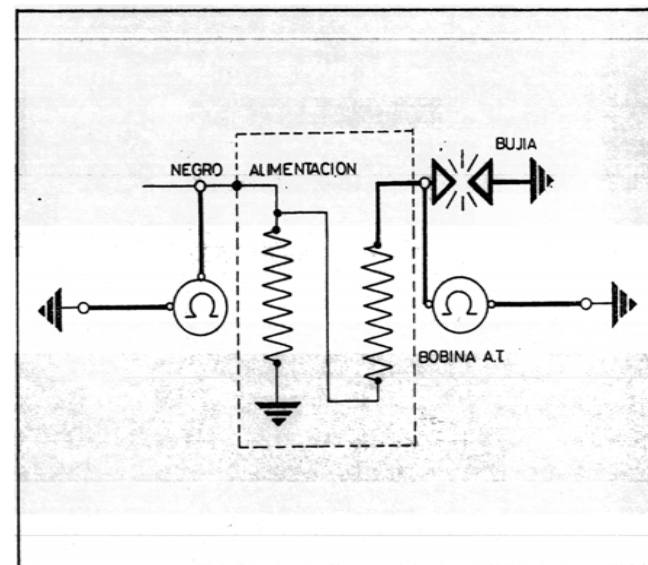 BUJIA
NEGRO ALIMENTACION
Ω Ω
BOBINA A.T.